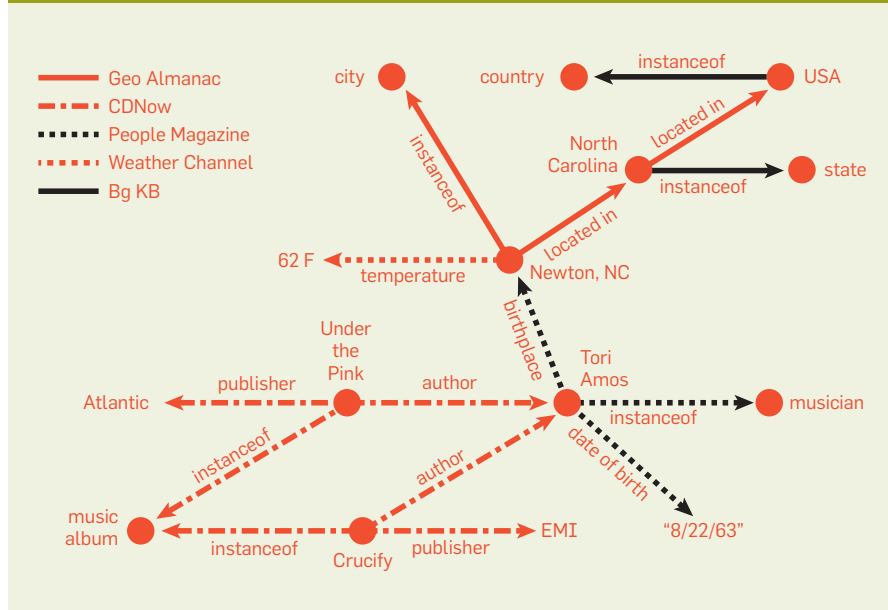 Geo Almanac
CDNow
People Magazine
Weather Channel
Bg KB
city
country
instanceof
USA
located in
North
Carolina
instanceof
state
instanceof
located in
62 F
temperature
Newton, NC
birthplace
Under
the
Pink
Tori
Amos
Atlantic
publisher
author
instanceof
musician
instanceof
author
date of birth
music
album
instanceof
Crucify
publisher
EMI
“8/22/63”